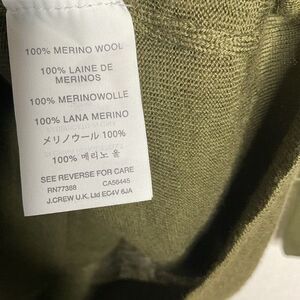 100% MERINO WOOL
100% LAINE DE
MERINOS
100% MERINOWOLLE
100% LANA MERINO
メリノウール 100%
100% 메리노 울
SEE REVERSE FOR CARE
RN77388 CA56445
J.CREW U.K. Ltd EC4V 6JA